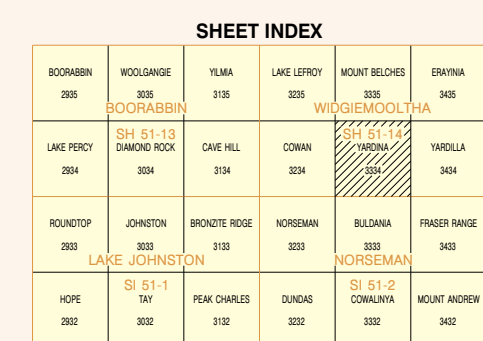 SHEET INDEX
BOORABBIN WOOLGANGIE YILMIA LAKE LEFROY MOUNT BELCHES ERAYINIA
2935 3035 3135 3235 3335 3435
BOORABBIN WIDGIEMOOLTHA
SH 51-13 SH 51-14
LAKE PERCY DIAMOND ROCK CAVE HILL COWAN YARDINA YARDILLA
2934 3034 3134 3234 3334 3434
ROUNDTOP JOHNSTON BRONZITE RIDGE NORSEMAN BULDANIA FRASER RANGE
2933 3033 3133 3233 3333 3433
LAKE JOHNSTON NORSEMAN
SI 51-1 SI 51-2
HOPE TAY PEAK CHARLES DUNDAS COWALINYA MOUNT ANDREW
2932 3032 3132 3232 3332 3432